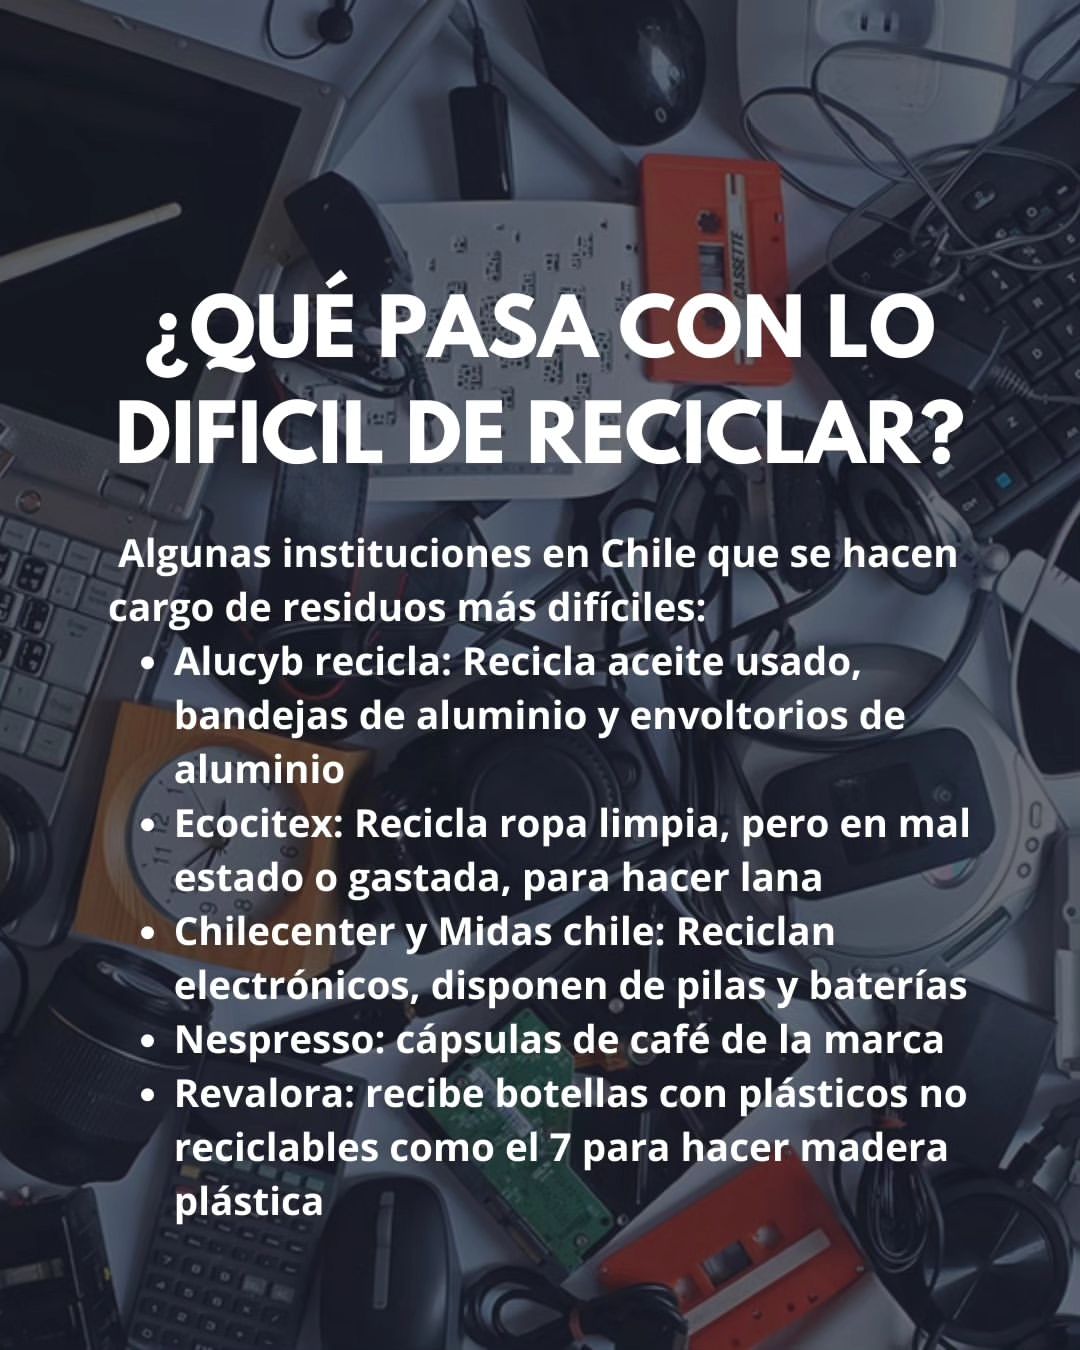 ¿QUÉ PASA CON LO
DIFICIL DE RECICLAR?
Algunas instituciones en Chile que se hacen
cargo de residuos más difíciles:
• Alucyb recicla: Recicla aceite usado,
bandejas de aluminio y envoltorios de
aluminio
• Ecocitex: Recicla ropa limpia, pero en mal
estado o gastada, para hacer lana
• Chilecenter y Midas chile: Reciclan
electrónicos, disponen de pilas y baterías
• Nespresso: cápsulas de café de la marca
• Revalora: recibe botellas con plásticos no
reciclables como el 7 para hacer madera
plástica
CASSETTE